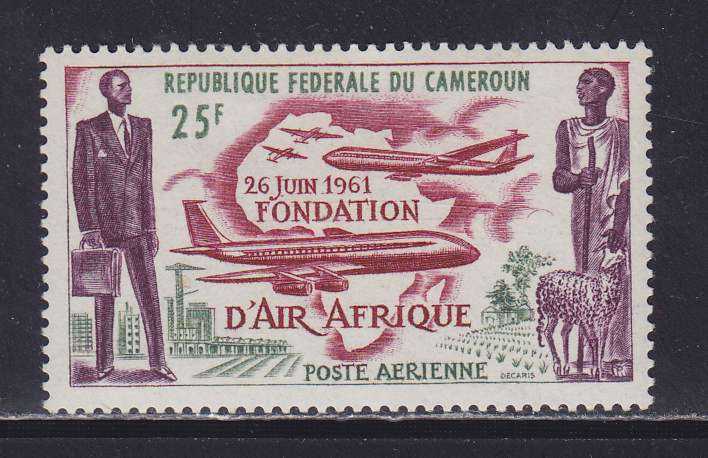 REPUBLIQUE FEDERALE DU CAMEROUN
25F
26 JUIN 1961
FONDATION
D'AIR AFRIQUE
POSTE AERIENNE
DECARIS